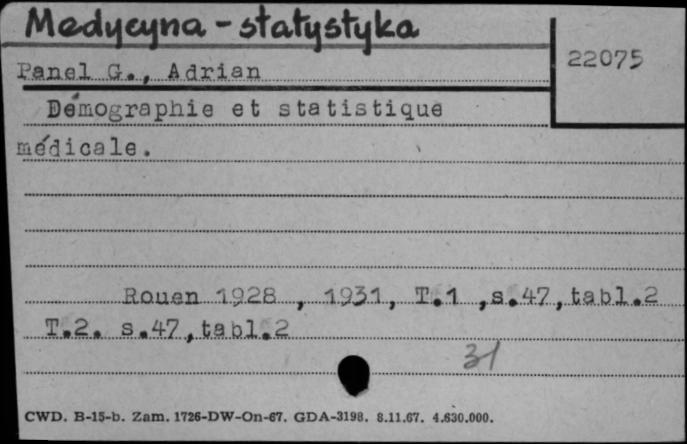 Medycyna - statystyka
22075
Panel G., Adrian
Démographie et statistique
médicale.
Rouen 1928 , 1931, T.1 ,s.47,tabl.2
T.2. s.47,tabl.2
31
CWD. B-15-b. Zam. 1726-DW-On-67. GDA-3198. 8.11.67. 4.630.000.